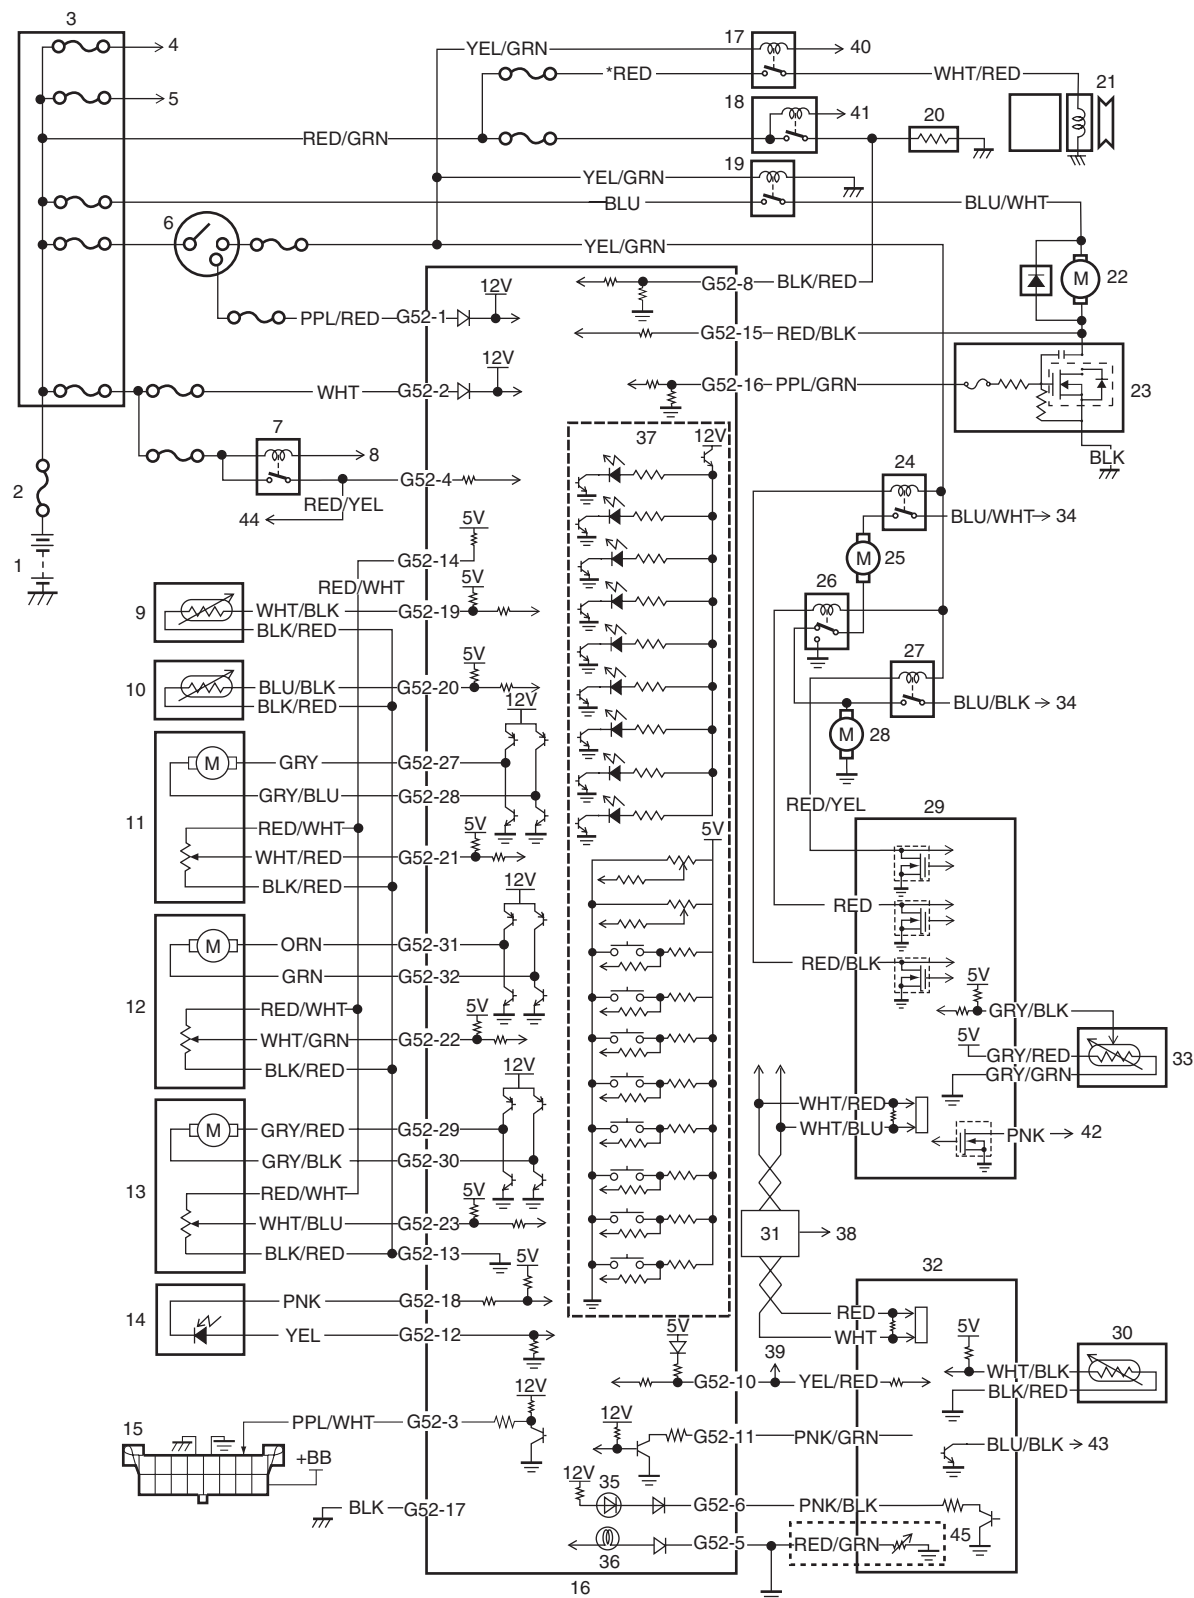 3
4
YEL/GRN
17
40
*RED
WHT/RED
21
5
18
41
20
RED/GRN
19
YEL/GRN
BLU
BLU/WHT
6
YEL/GRN
12V
G52-8
BLK/RED
M
22
PPL/RED
G52-1
G52-15
RED/BLK
12V
G52-16
PPL/GRN
23
WHT
G52-2
37
12V
7
8
BLK
24
2
G52-4
RED/YEL
44
5V
BLU/WHT
34
1
G52-14
M
25
RED/WHT
5V
26
9
WHT/BLK
G52-19
BLK/RED
27
5V
10
BLU/BLK
G52-20
BLK/RED
12V
BLU/BLK
34
M
28
M
GRY
G52-27
GRY/BLU
G52-28
RED/YEL
29
11
RED/WHT
5V
5V
WHT/RED
G52-21
BLK/RED
12V
RED
M
ORN
G52-31
RED/BLK
GRN
G52-32
5V
12
RED/WHT
5V
GRY/BLK
WHT/GRN
G52-22
5V
GRY/RED
33
BLK/RED
12V
GRY/GRN
WHT/RED
M
GRY/RED
G52-29
WHT/BLU
PNK
42
GRY/BLK
G52-30
13
RED/WHT
5V
WHT/BLU
G52-23
31
38
BLK/RED
G52-13
5V
32
PNK
G52-18
RED
14
YEL
G52-12
5V
WHT
5V
30
39
WHT/BLK
12V
G52-10
YEL/RED
BLK/RED
15
PPL/WHT
G52-3
12V
G52-11
PNK/GRN
BLU/BLK
43
+BB
12V
35
BLK
G52-17
G52-6
PNK/BLK
G52-5
RED/GRN
45
36
16